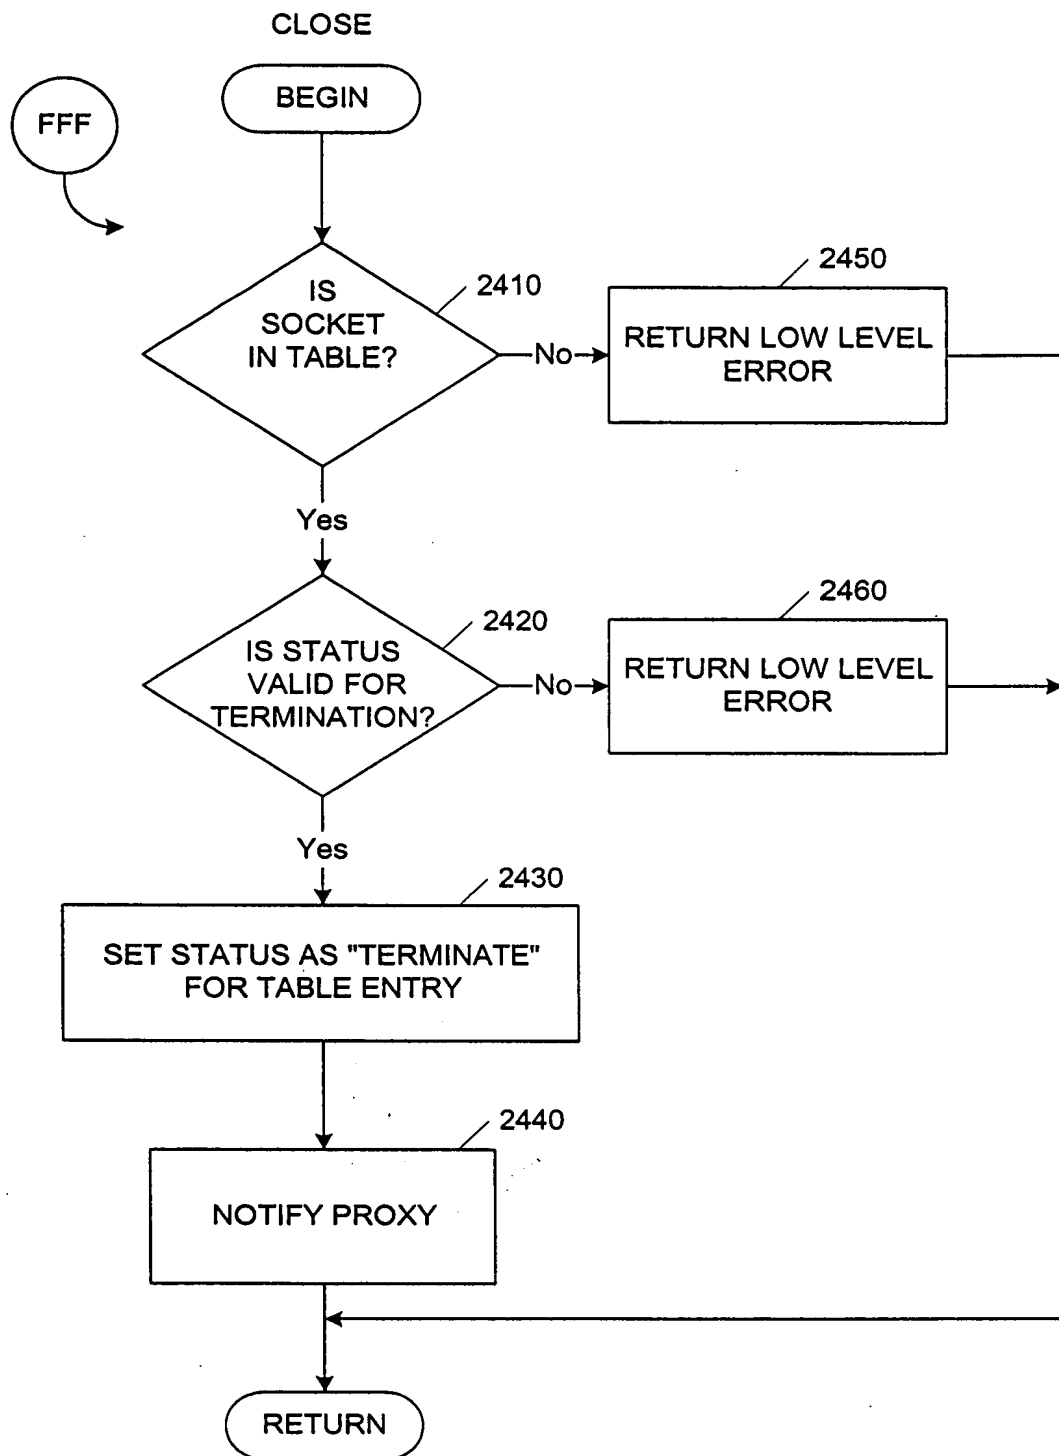 CLOSE
BEGIN
FFF
IS
SOCKET
IN TABLE?
2410
No
2450
RETURN LOW LEVEL
ERROR
Yes
IS STATUS
VALID FOR
TERMINATION?
2420
No
2460
RETURN LOW LEVEL
ERROR
Yes
2430
SET STATUS AS "TERMINATE"
FOR TABLE ENTRY
2440
NOTIFY PROXY
RETURN